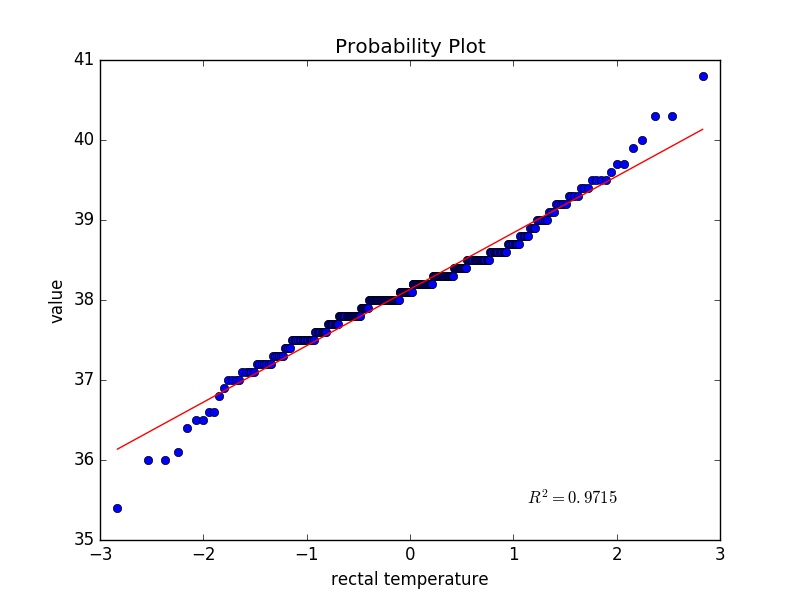 Probability Plot
41
40
39
38
37
36
35
value
R² = 0.9715
−3 −2 −1 0 1 2 3
rectal temperature